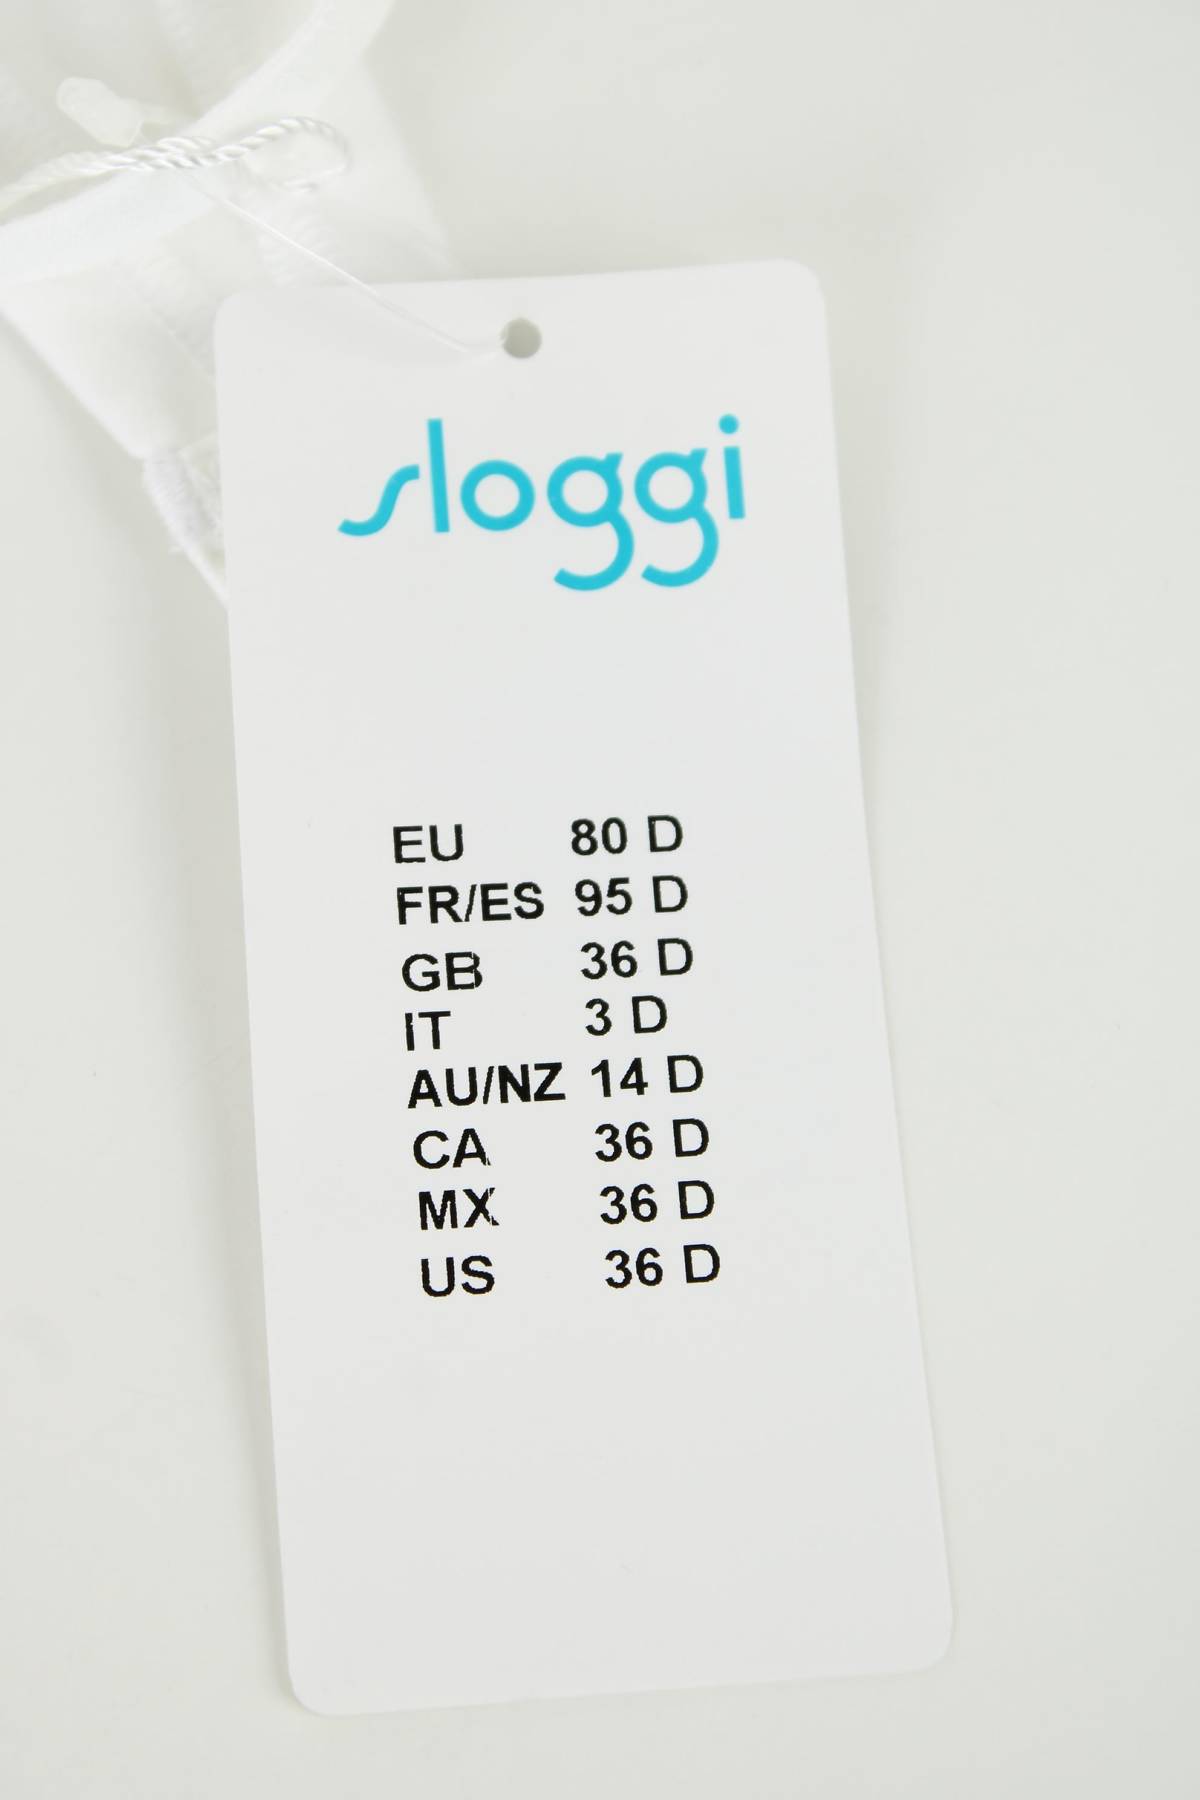 sloggi
EU 80 D
FR/ES 95 D
GB 36 D
IT 3 D
AU/NZ 14 D
CA 36 D
MX 36 D
US 36 D